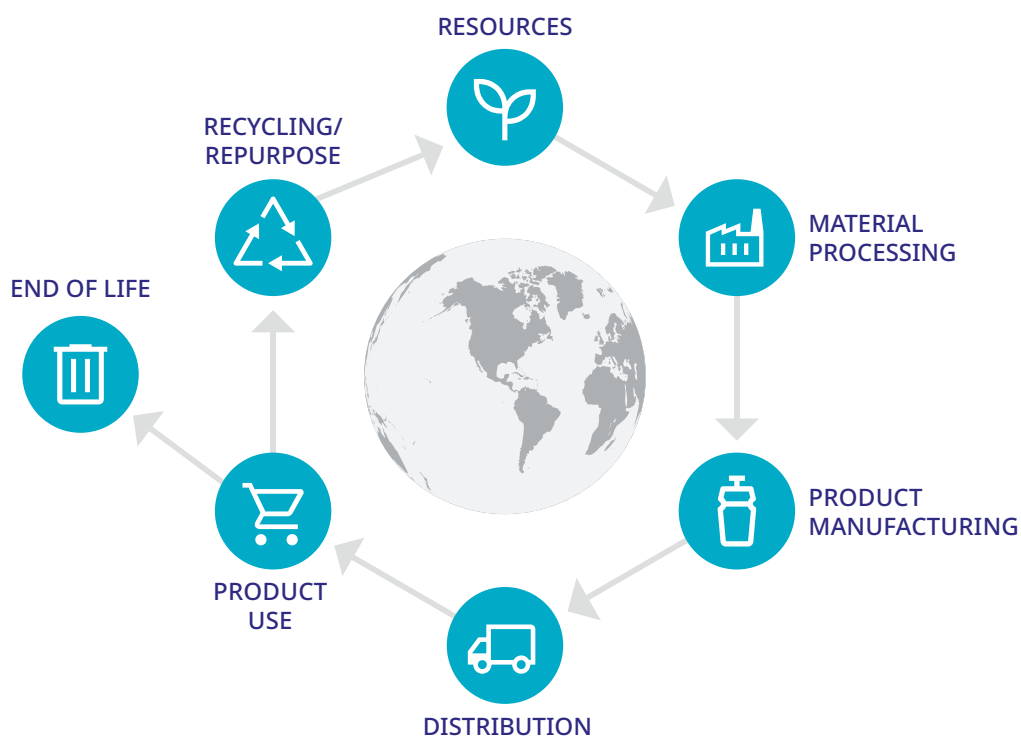 RESOURCES
RECYCLING/
REPURPOSE
MATERIAL
PROCESSING
END OF LIFE
PRODUCT
MANUFACTURING
PRODUCT
USE
DISTRIBUTION